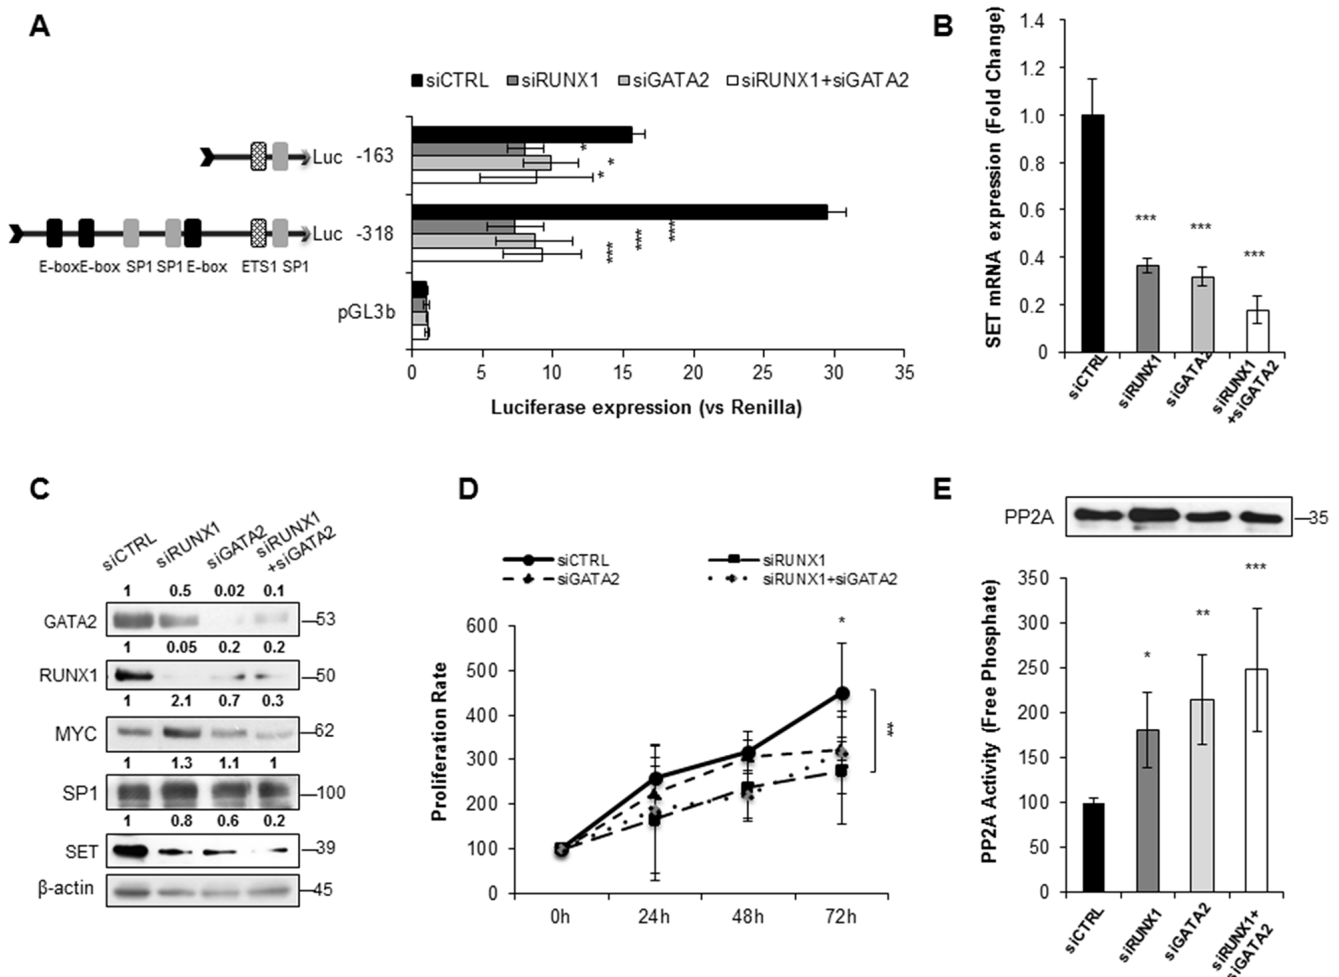 A
siCTRL siRUNX1 siGATA2 siRUNX1+siGATA2
Luc -163
Luc -318
E-boxE-box SP1 SP1 E-box ETS1 SP1
pGL3b
*
*
*
***
***
***
0 5 10 15 20 25 30 35
Luciferase expression (vs Renilla)
B
SET mRNA expression (Fold Change)
1.4
1.2
1.0
0.8
0.6
0.4
0.2
0
***
***
***
siCTRL
siRUNX1
siGATA2
siRUNX1
+siGATA2
C
siCTRL
siRUNX1
siGATA2
siRUNX1
+siGATA2
1 0.5 0.02 0.1
GATA2 53
1 0.05 0.2 0.2
RUNX1 50
1 2.1 0.7 0.3
MYC 62
1 1.3 1.1 1
SP1 100
1 0.8 0.6 0.2
SET 39
β-actin 45
D
siCTRL siRUNX1
siGATA2 siRUNX1+siGATA2
Proliferation Rate
600
500
400
300
200
100
0
*
**
0h 24h 48h 72h
E
PP2A 35
PP2A Activity (Free Phosphate)
350
300
250
200
150
100
50
0
*
**
***
siCTRL
siRUNX1
siGATA2
siRUNX1+
siGATA2